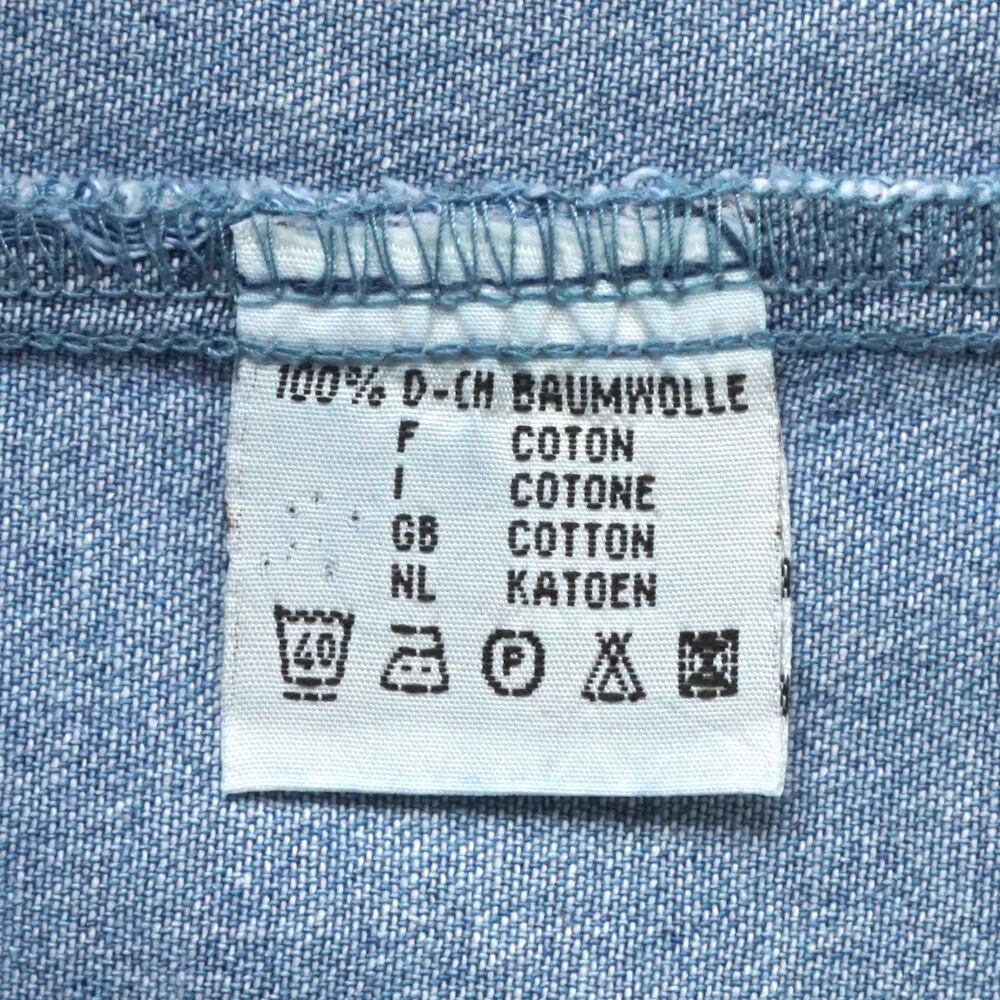 100% D-CH BAUMWOLLE
F COTON
I COTONE
GB COTTON
NL KATOEN
40 P